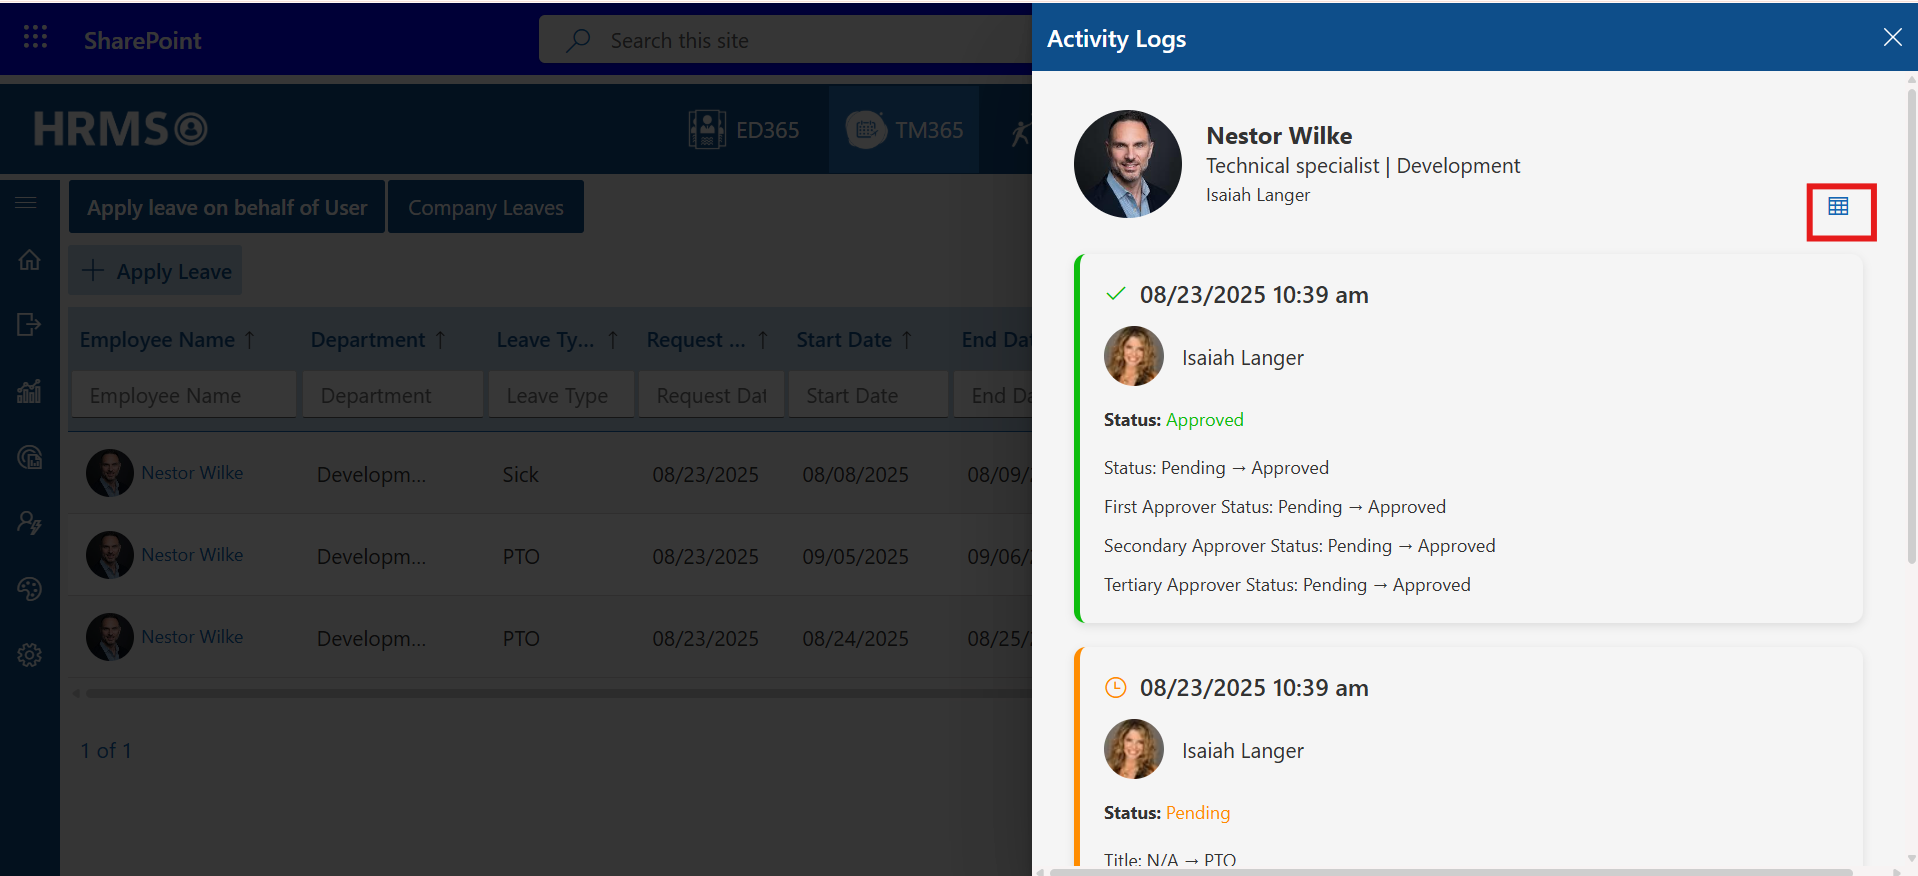 SharePoint
Search this site
HRMS
ED365
TM365
Apply leave on behalf of User
Company Leaves
Apply Leave
Employee Name ↑
Department ↑
Leave Ty... ↑
Request ... ↑
Start Date ↑
End Da
Employee Name
Department
Leave Type
Request Dat
Start Date
End Da
Nestor Wilke
Developm...
Sick
08/23/2025
08/08/2025
08/09/
Nestor Wilke
Developm...
PTO
08/23/2025
09/05/2025
09/06/
Nestor Wilke
Developm...
PTO
08/23/2025
08/24/2025
08/25/
1 of 1
Activity Logs
Nestor Wilke
Technical specialist | Development
Isaiah Langer
08/23/2025 10:39 am
Isaiah Langer
Status: Approved
Status: Pending → Approved
First Approver Status: Pending → Approved
Secondary Approver Status: Pending → Approved
Tertiary Approver Status: Pending → Approved
08/23/2025 10:39 am
Isaiah Langer
Status: Pending
Title: N/A → PTO